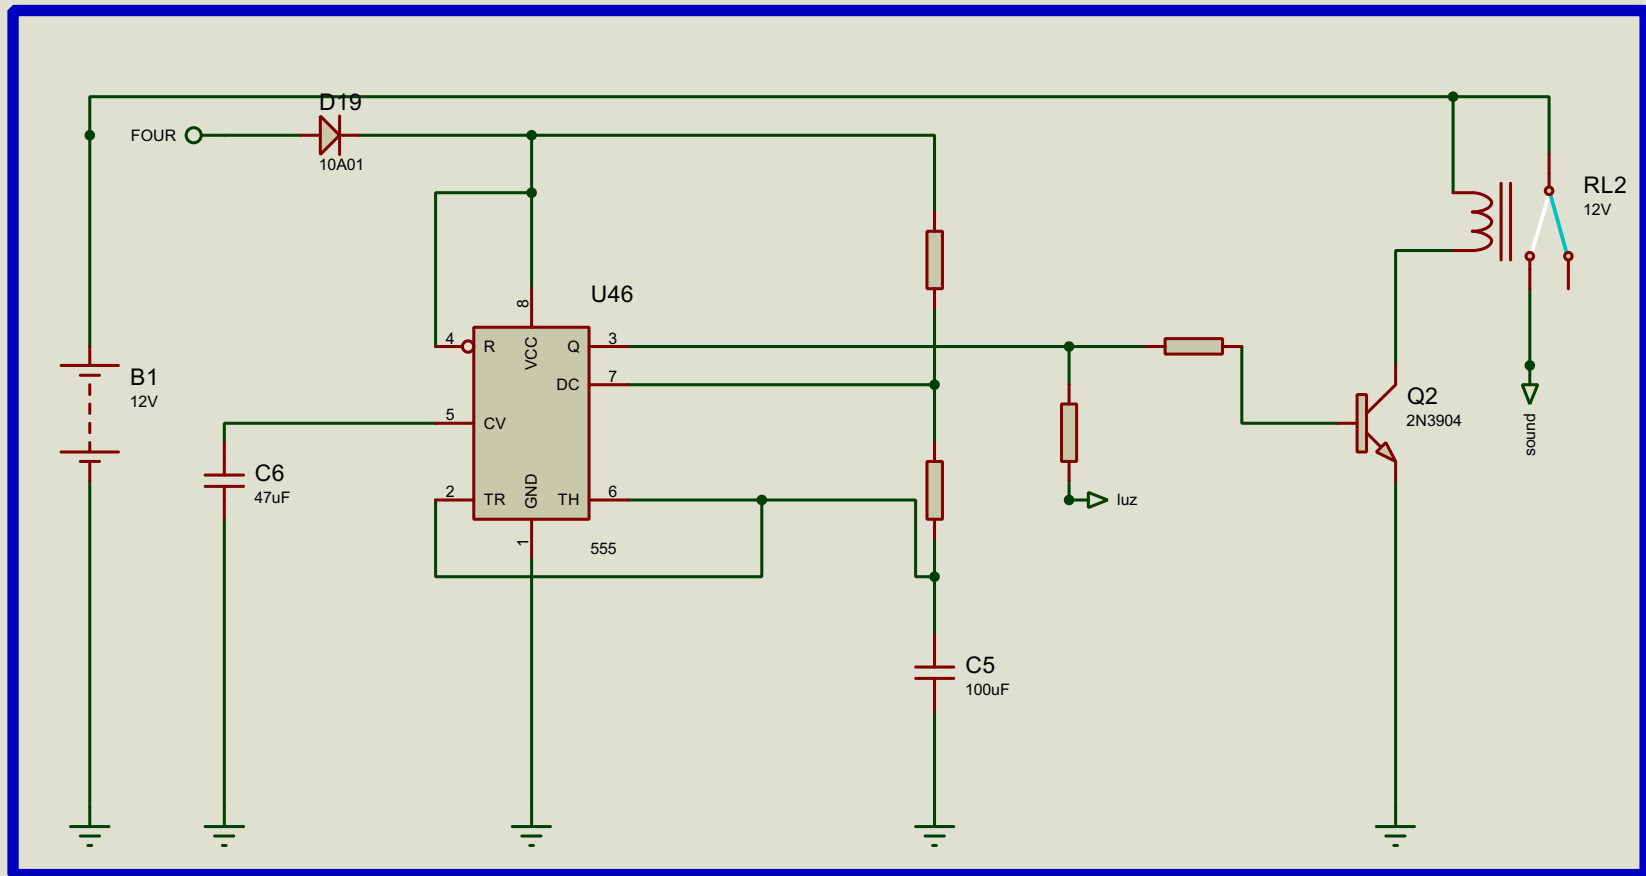 D19
FOUR
10A01
RL2
12V
U46
8
4
R
VCC
Q
3
DC
7
B1
12V
5
CV
Q2
2N3904
sound
C6
47uF
2
TR
GND
TH
6
luz
1
555
C5
100uF